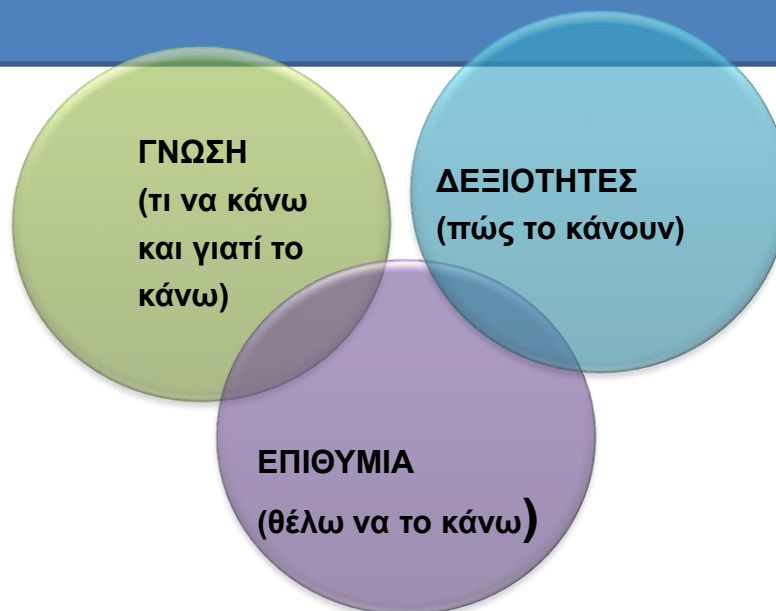 ΓΝΩΣΗ
(τι να κάνω
και γιατί το
κάνω)
ΔΕΞΙΟΤΗΤΕΣ
(πώς το κάνουν)
ΕΠΙΘΥΜΙΑ
(θέλω να το κάνω)